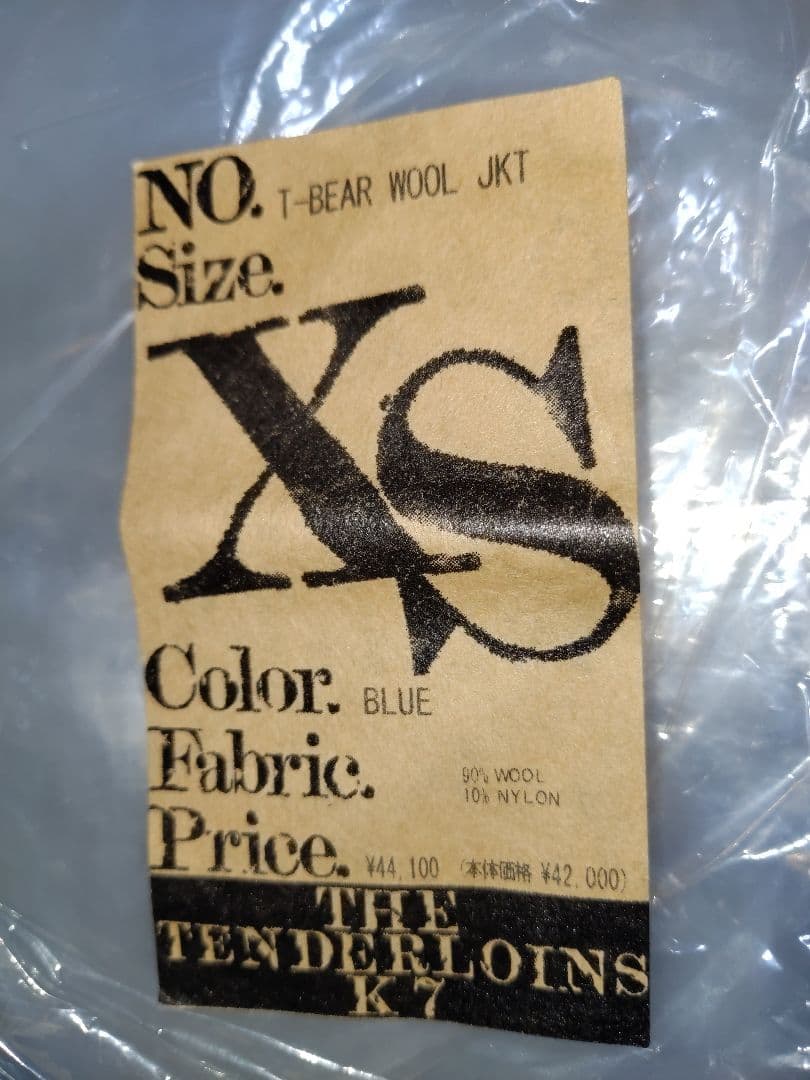 NO. T-BEAR WOOL JKT
Size.
XS
Color. BLUE
Fabric. 90% WOOL
10% NYLON
Price. ¥44,100 (本体価格 ¥42,000)
THE
TENDERLOINS
K7